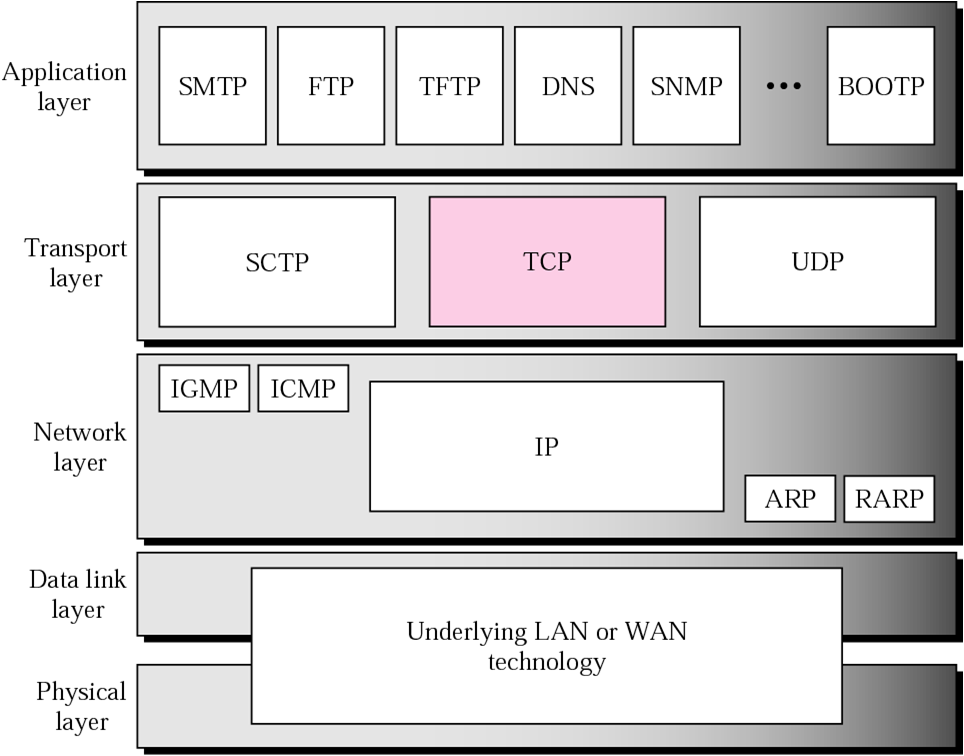 Application
layer
SMTP
FTP
TFTP
DNS
SNMP
•••
BOOTP
Transport
layer
SCTP
TCP
UDP
Network
layer
IGMP
ICMP
IP
ARP
RARP
Data link
layer
Underlying LAN or WAN
technology
Physical
layer